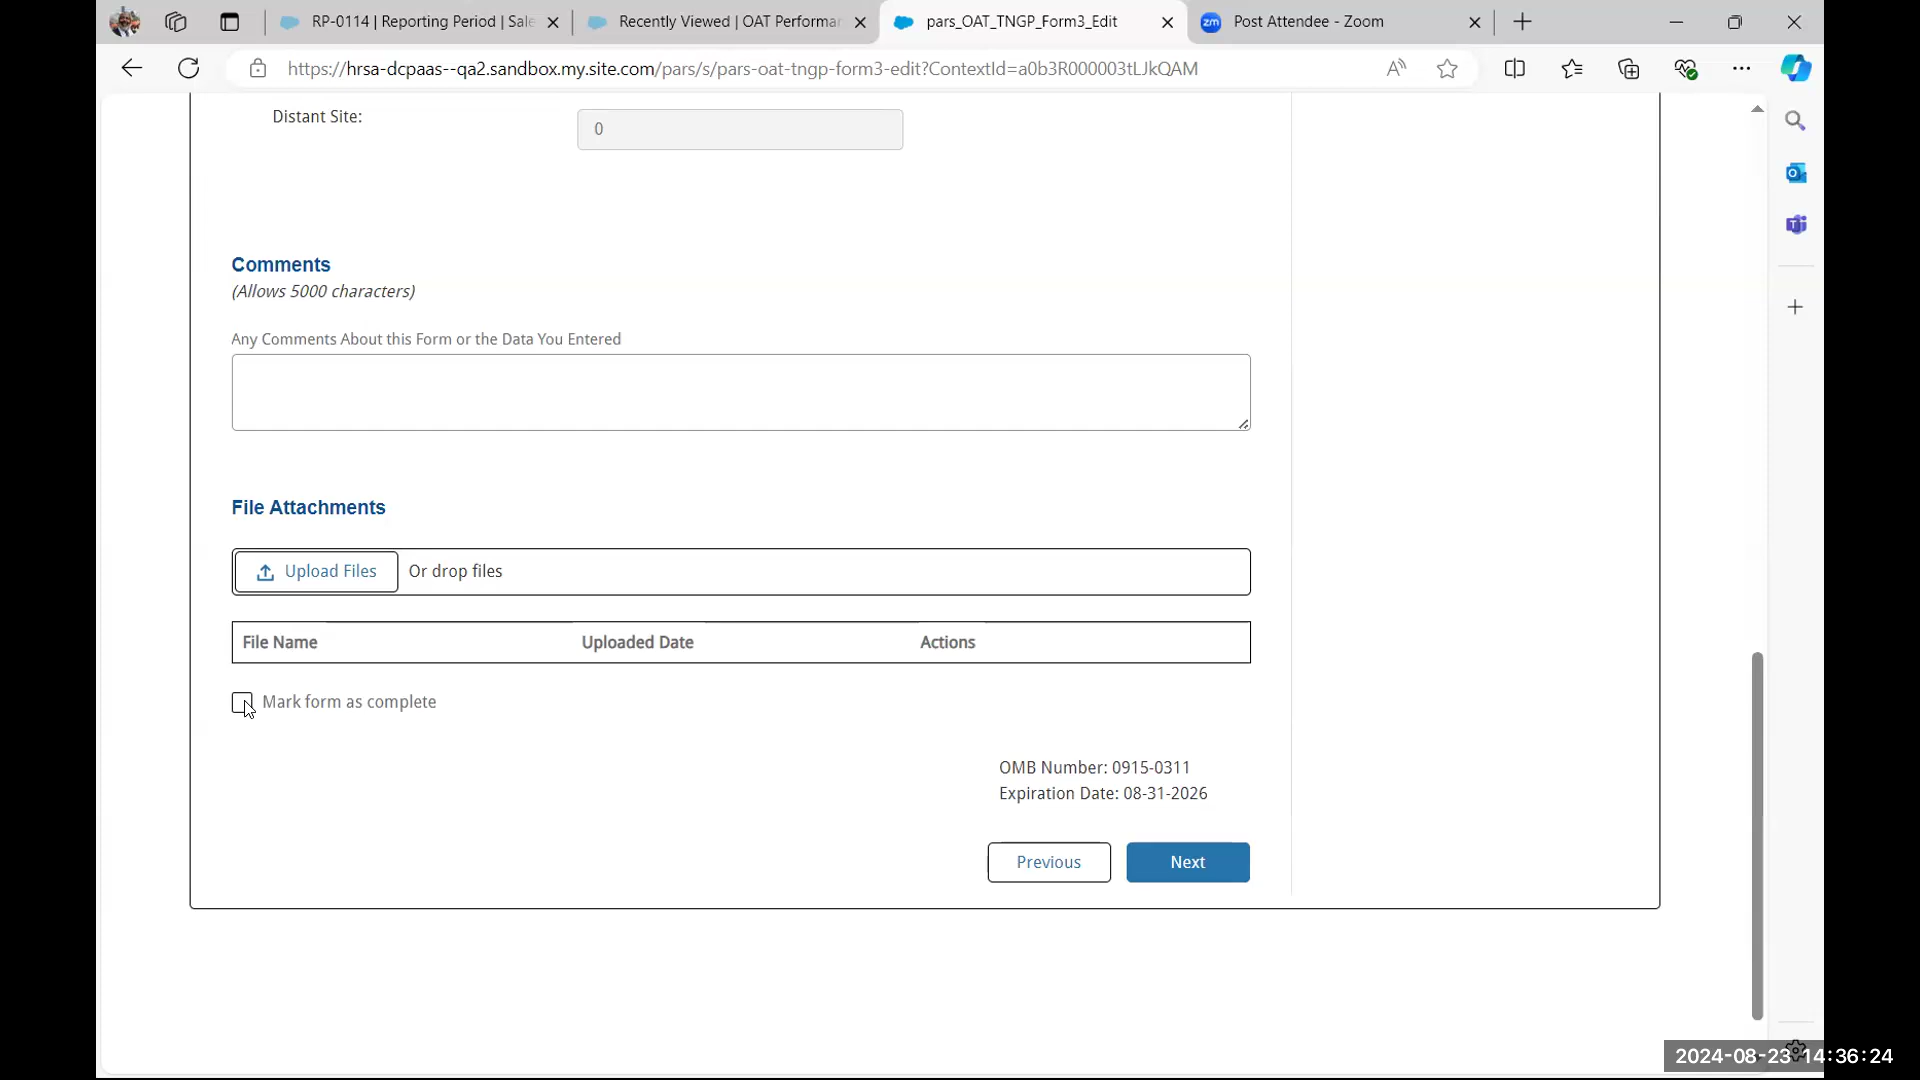 RP-0114 | Reporting Period | Sale
Recently Viewed | OAT Performar
pars_OAT_TNGP_Form3_Edit
zm
Post Attendee - Zoom
https://hrsa-dcpaas--qa2.sandbox.my.site.com/pars/s/pars-oat-tngp-form3-edit?ContextId=a0b3R000003tLJkQAM
Distant Site:
0
Comments
(Allows 5000 characters)
Any Comments About this Form or the Data You Entered
File Attachments
Upload Files
Or drop files
File Name
Uploaded Date
Actions
Mark form as complete
OMB Number: 0915-0311
Expiration Date: 08-31-2026
Previous
Next
2024-08-23 14:36:24